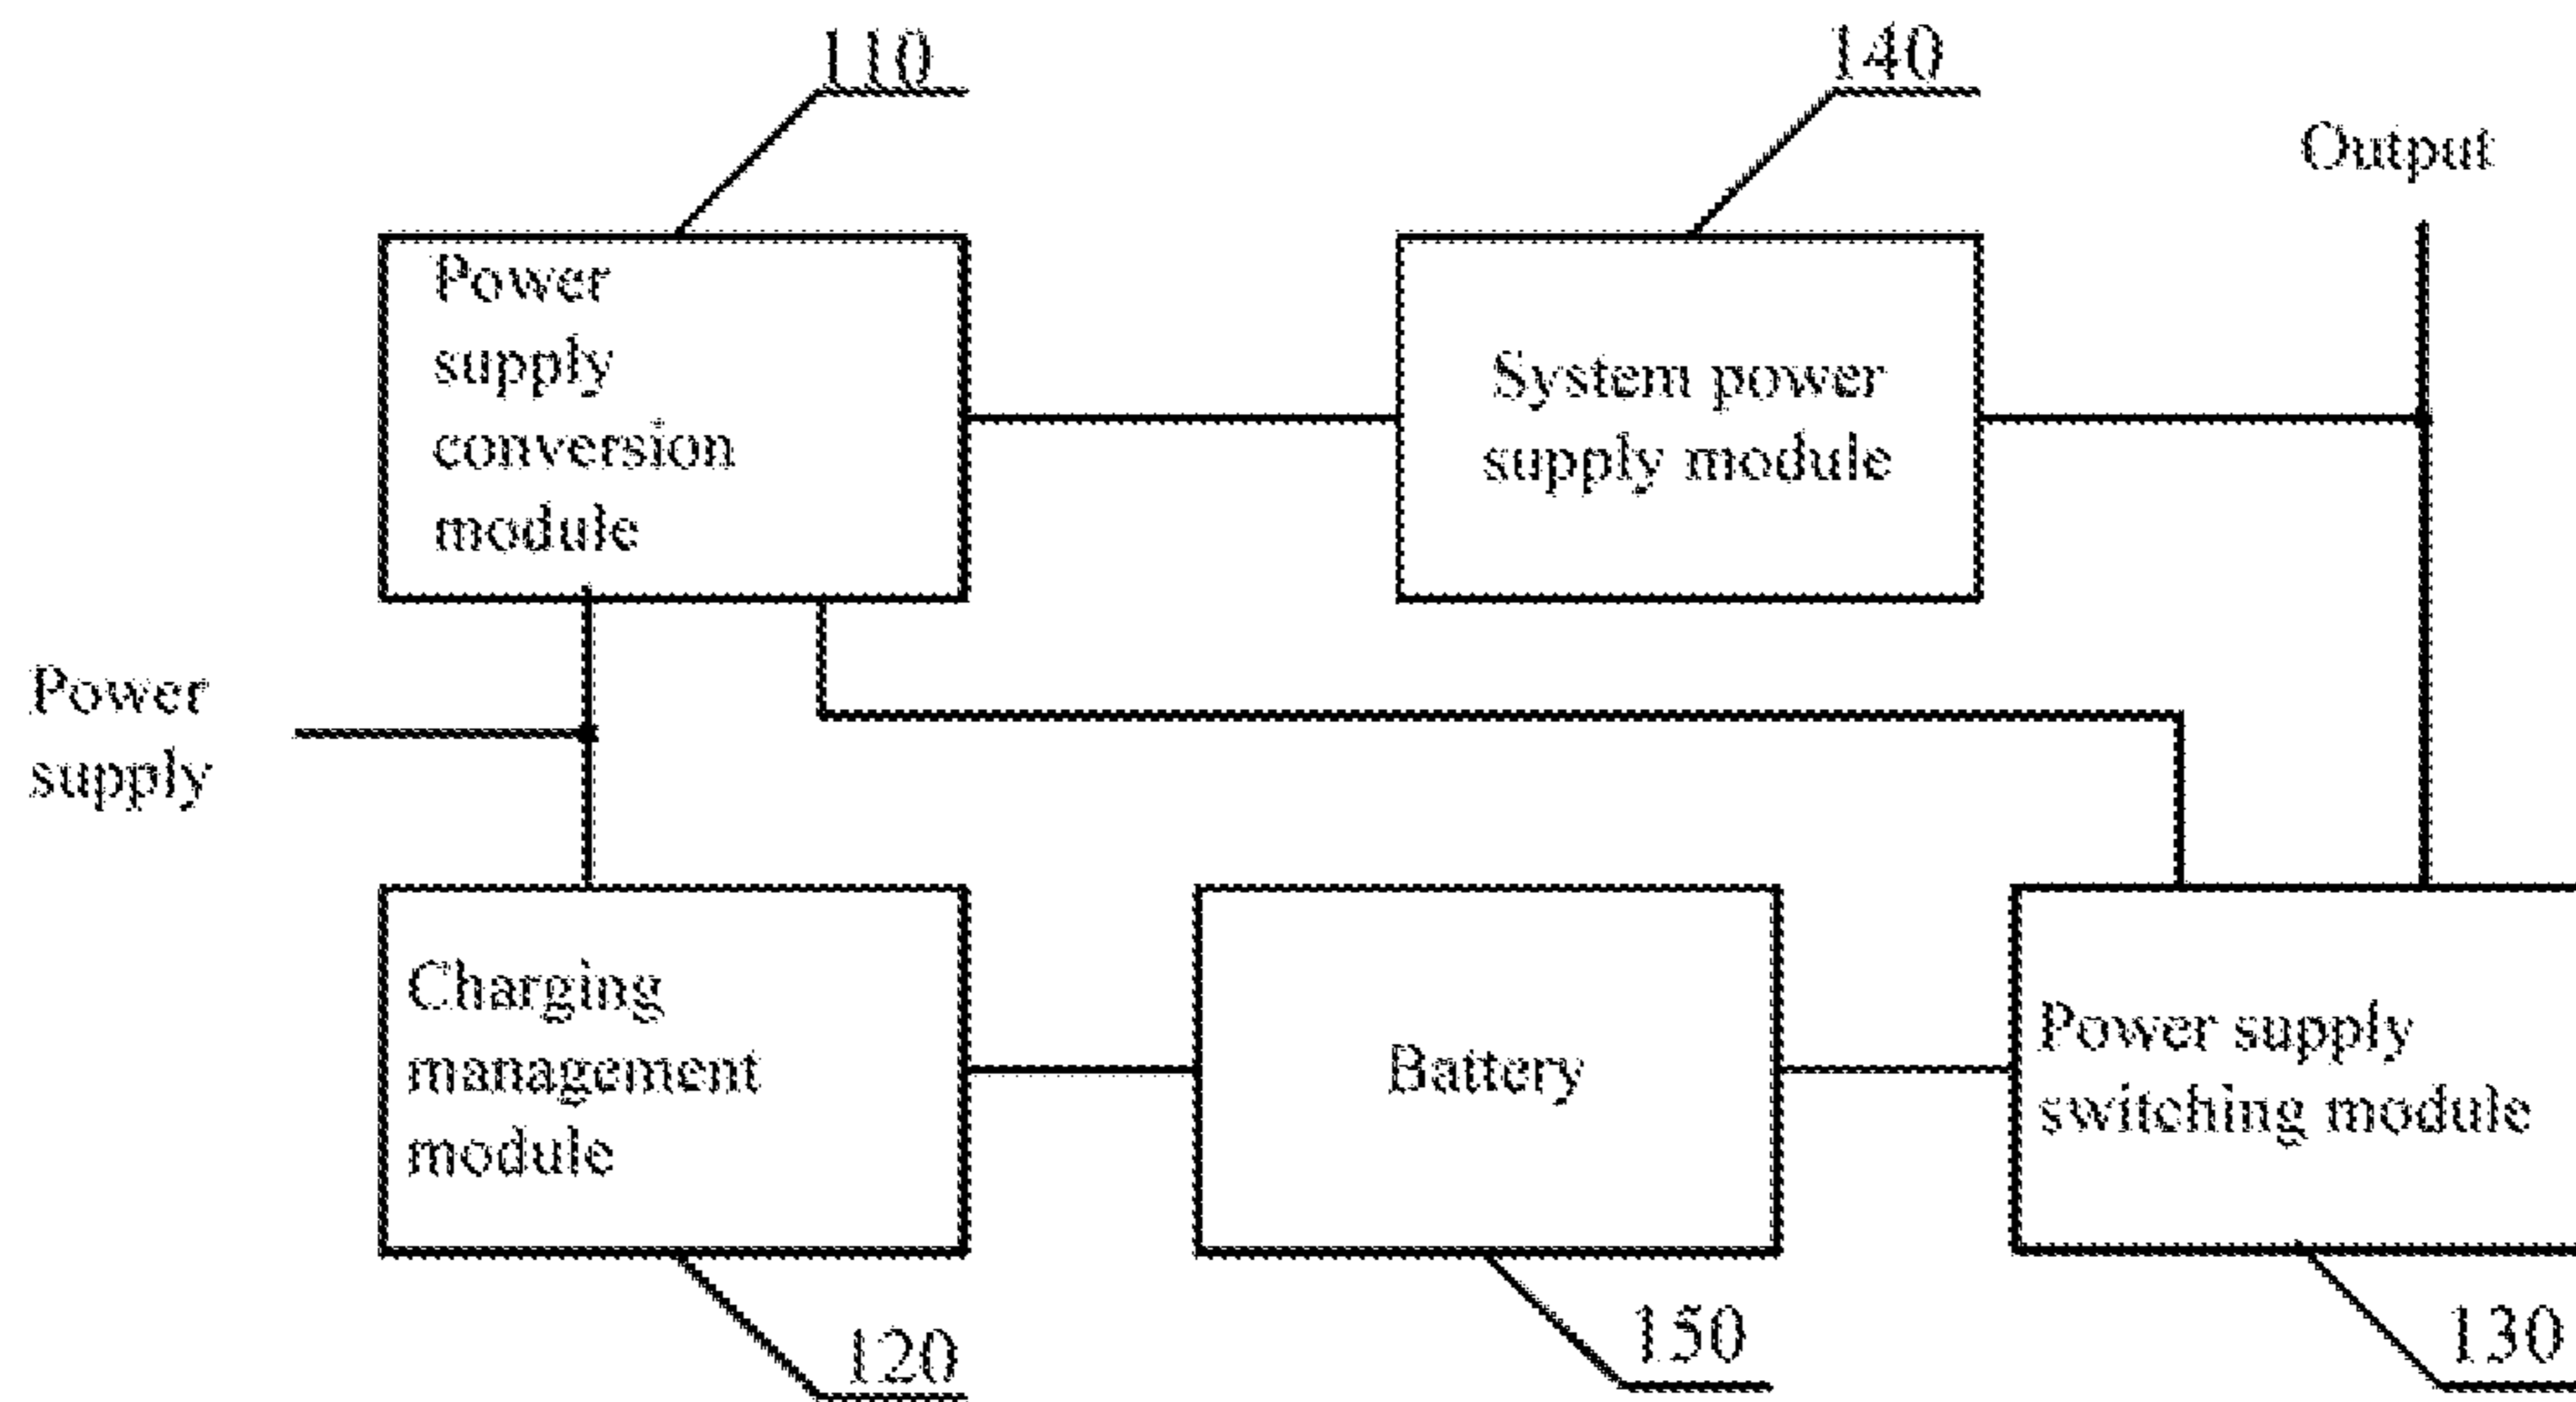 110
140
Output
Power
supply
conversion
module
System power
supply module
Power
supply
Charging
management
module
Battery
Power supply
switching module
120
150
130